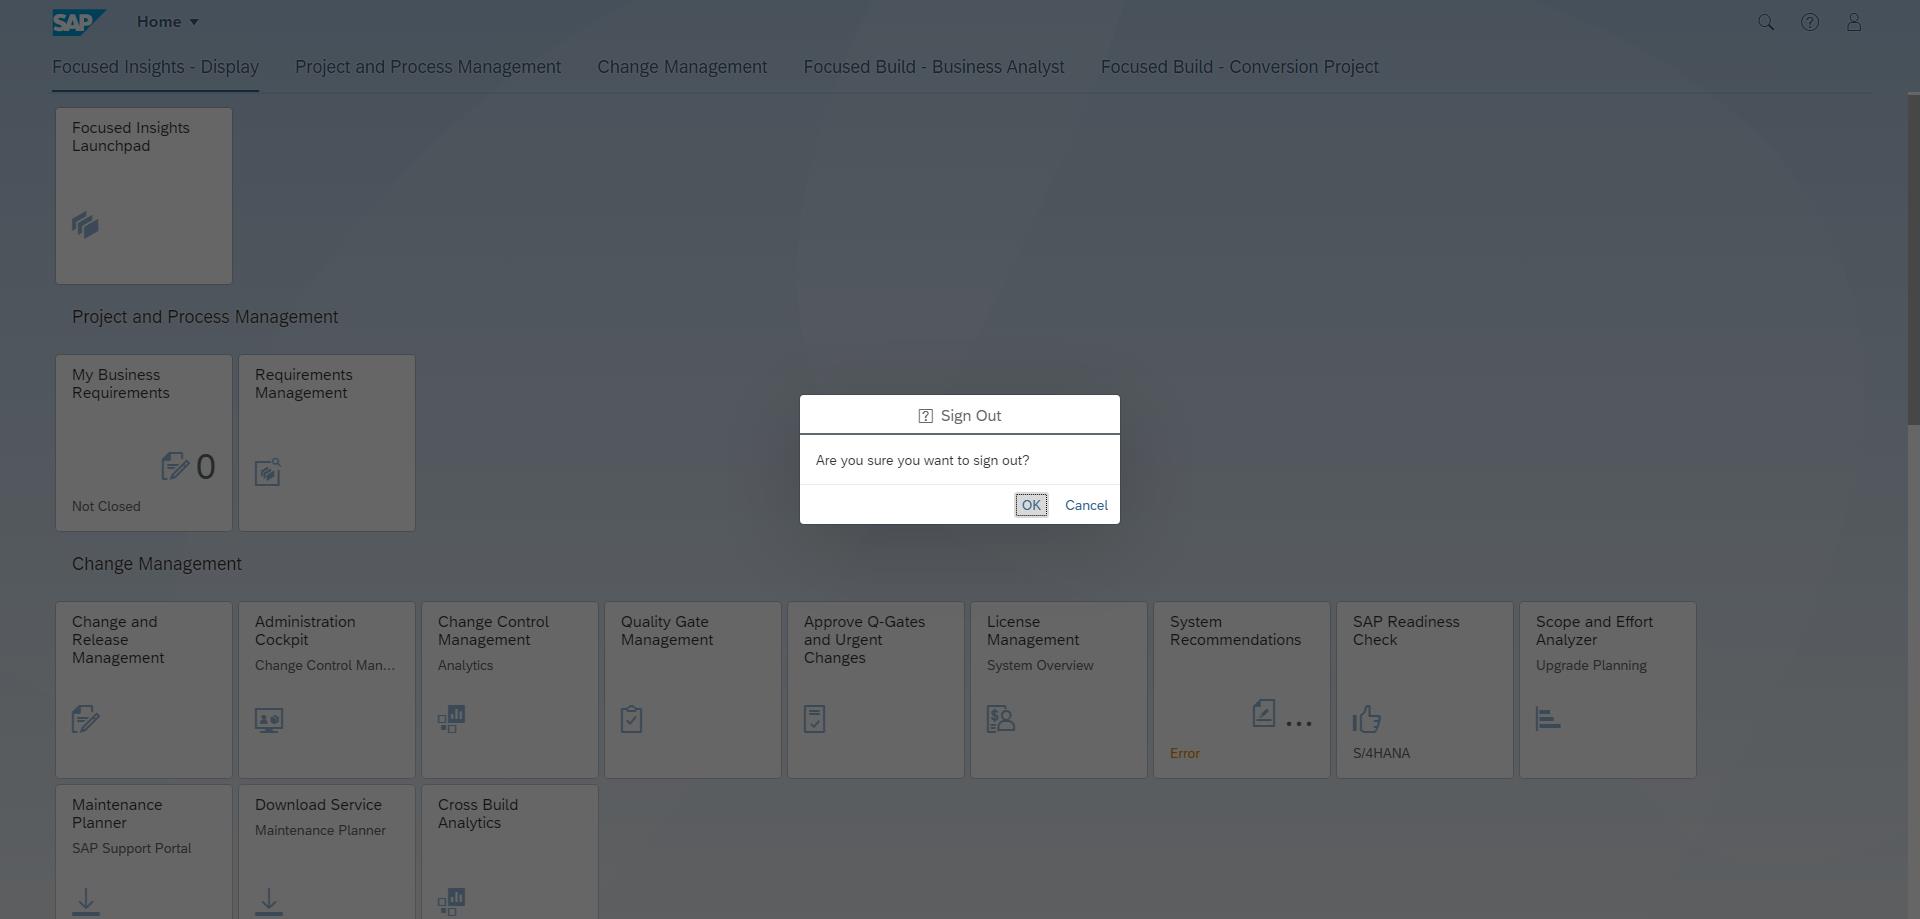 SAP Home
Focused Insights - Display Project and Process Management Change Management Focused Build - Business Analyst Focused Build - Conversion Project
Focused Insights
Launchpad
Project and Process Management
My Business
Requirements
0
Not Closed
Requirements
Management
Sign Out
Are you sure you want to sign out?
OK Cancel
Change Management
Change and
Release
Management
Administration
Cockpit
Change Control Man...
Change Control
Management
Analytics
Quality Gate
Management
Approve Q-Gates
and Urgent
Changes
License
Management
System Overview
System
Recommendations
...
Error
SAP Readiness
Check
S/4HANA
Scope and Effort
Analyzer
Upgrade Planning
Maintenance
Planner
SAP Support Portal
Download Service
Maintenance Planner
Cross Build
Analytics